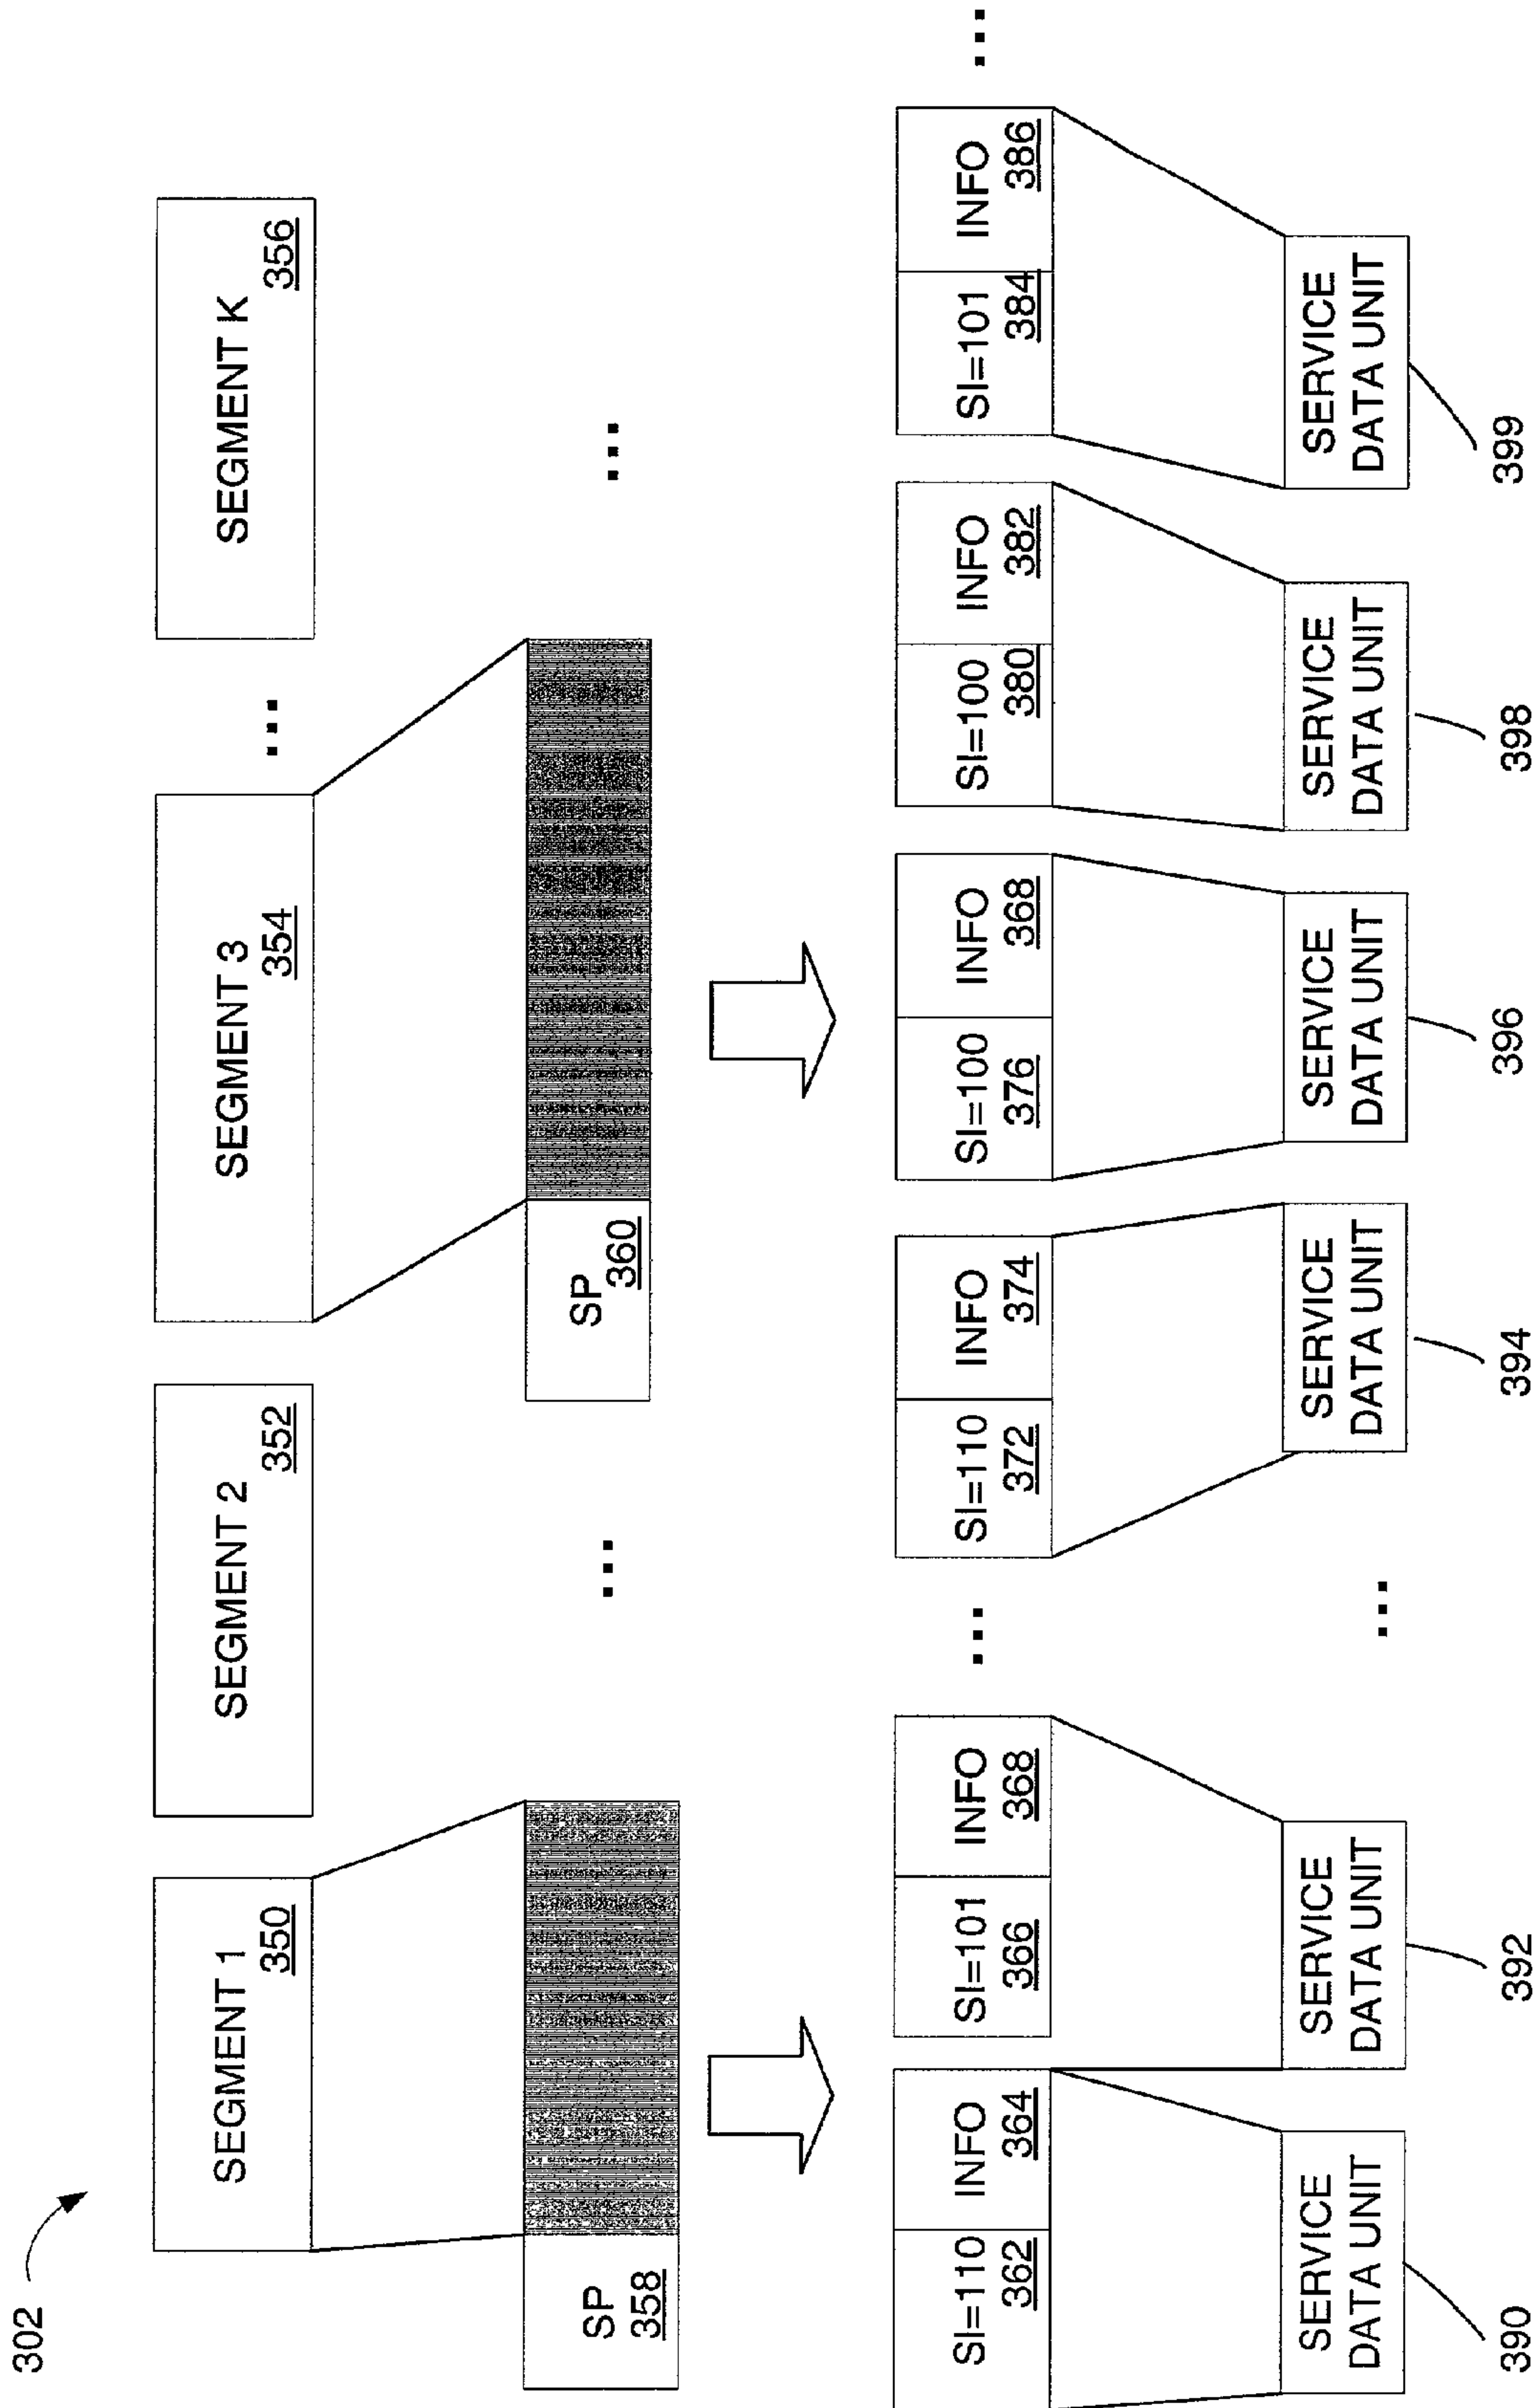 302
SEGMENT 1
350
SEGMENT 2
352
SEGMENT 3
354
...
SEGMENT K
356
SP
358
...
SP
360
...
SI=110
362
INFO
364
SI=101
366
INFO
368
...
SI=110
372
INFO
374
SI=100
376
INFO
368
SI=100
380
INFO
382
SI=101
384
INFO
386
...
SERVICE
DATA UNIT
SERVICE
DATA UNIT
...
SERVICE
DATA UNIT
SERVICE
DATA UNIT
SERVICE
DATA UNIT
SERVICE
DATA UNIT
390
392
394
396
398
399